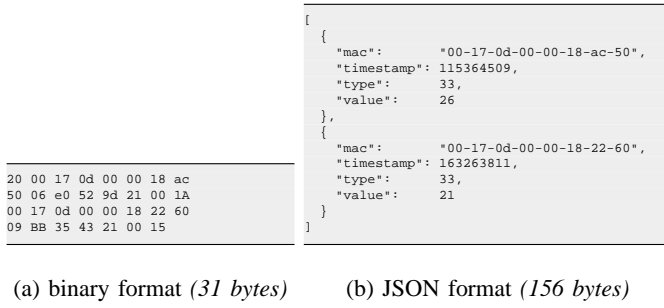 20 00 17 0d 00 00 18 ac
50 06 e0 52 9d 21 00 1A
00 17 0d 00 00 18 22 60
09 BB 35 43 21 00 15
(a) binary format (31 bytes)
[
  {
    "mac":       "00-17-0d-00-00-18-ac-50",
    "timestamp": 115364509,
    "type":      33,
    "value":     26
  },
  {
    "mac":       "00-17-0d-00-00-18-22-60",
    "timestamp": 163263811,
    "type":      33,
    "value":     21
  }
]
(b) JSON format (156 bytes)